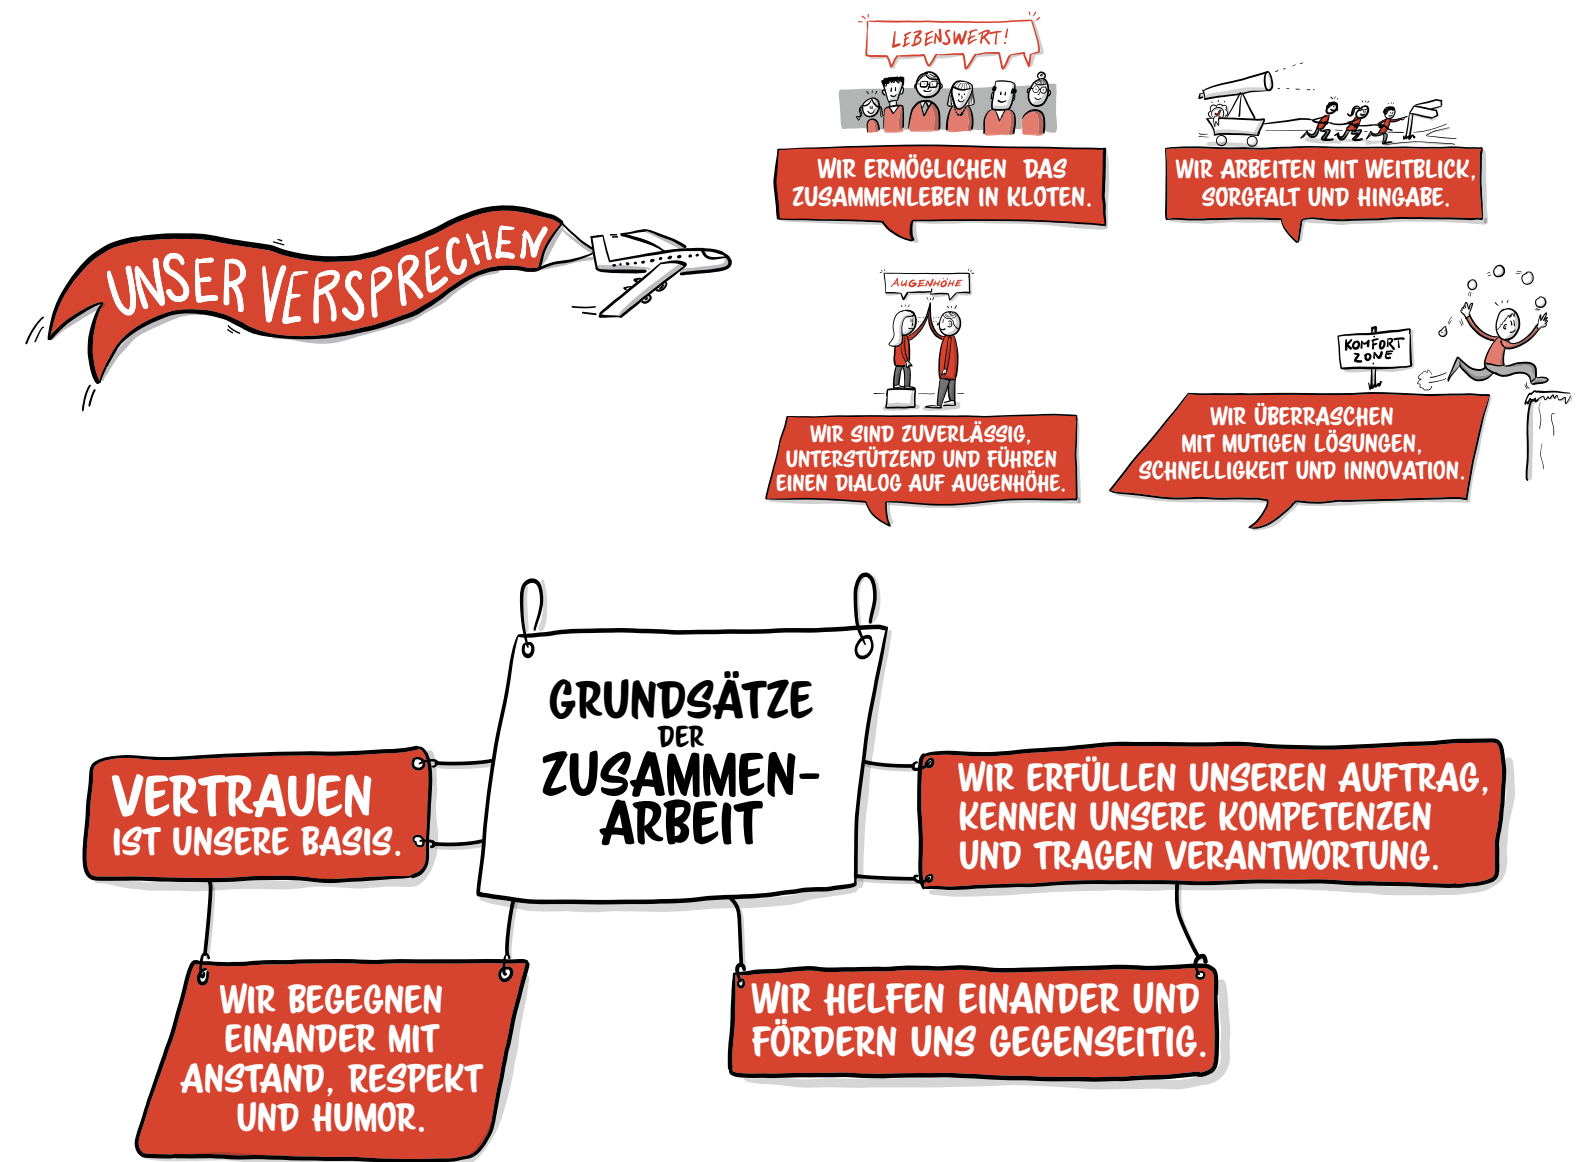 LEBENSWERT!
WIR ERMÖGLICHEN DAS
ZUSAMMENLEBEN IN KLOTEN.
WIR ARBEITEN MIT WEITBLICK,
SORGFALT UND HINGABE.
UNSER VERSPRECHEN
AUGENHÖHE
WIR SIND ZUVERLÄSSIG,
UNTERSTÜTZEND UND FÜHREN
EINEN DIALOG AUF AUGENHÖHE.
KOMFORT
ZONE
WIR ÜBERRASCHEN
MIT MUTIGEN LÖSUNGEN,
SCHNELLIGKEIT UND INNOVATION.
GRUNDSÄTZE
DER
ZUSAMMEN-
ARBEIT
VERTRAUEN
IST UNSERE BASIS.
WIR ERFÜLLEN UNSEREN AUFTRAG,
KENNEN UNSERE KOMPETENZEN
UND TRAGEN VERANTWORTUNG.
WIR BEGEGNEN
EINANDER MIT
ANSTAND, RESPEKT
UND HUMOR.
WIR HELFEN EINANDER UND
FÖRDERN UNS GEGENSEITIG.